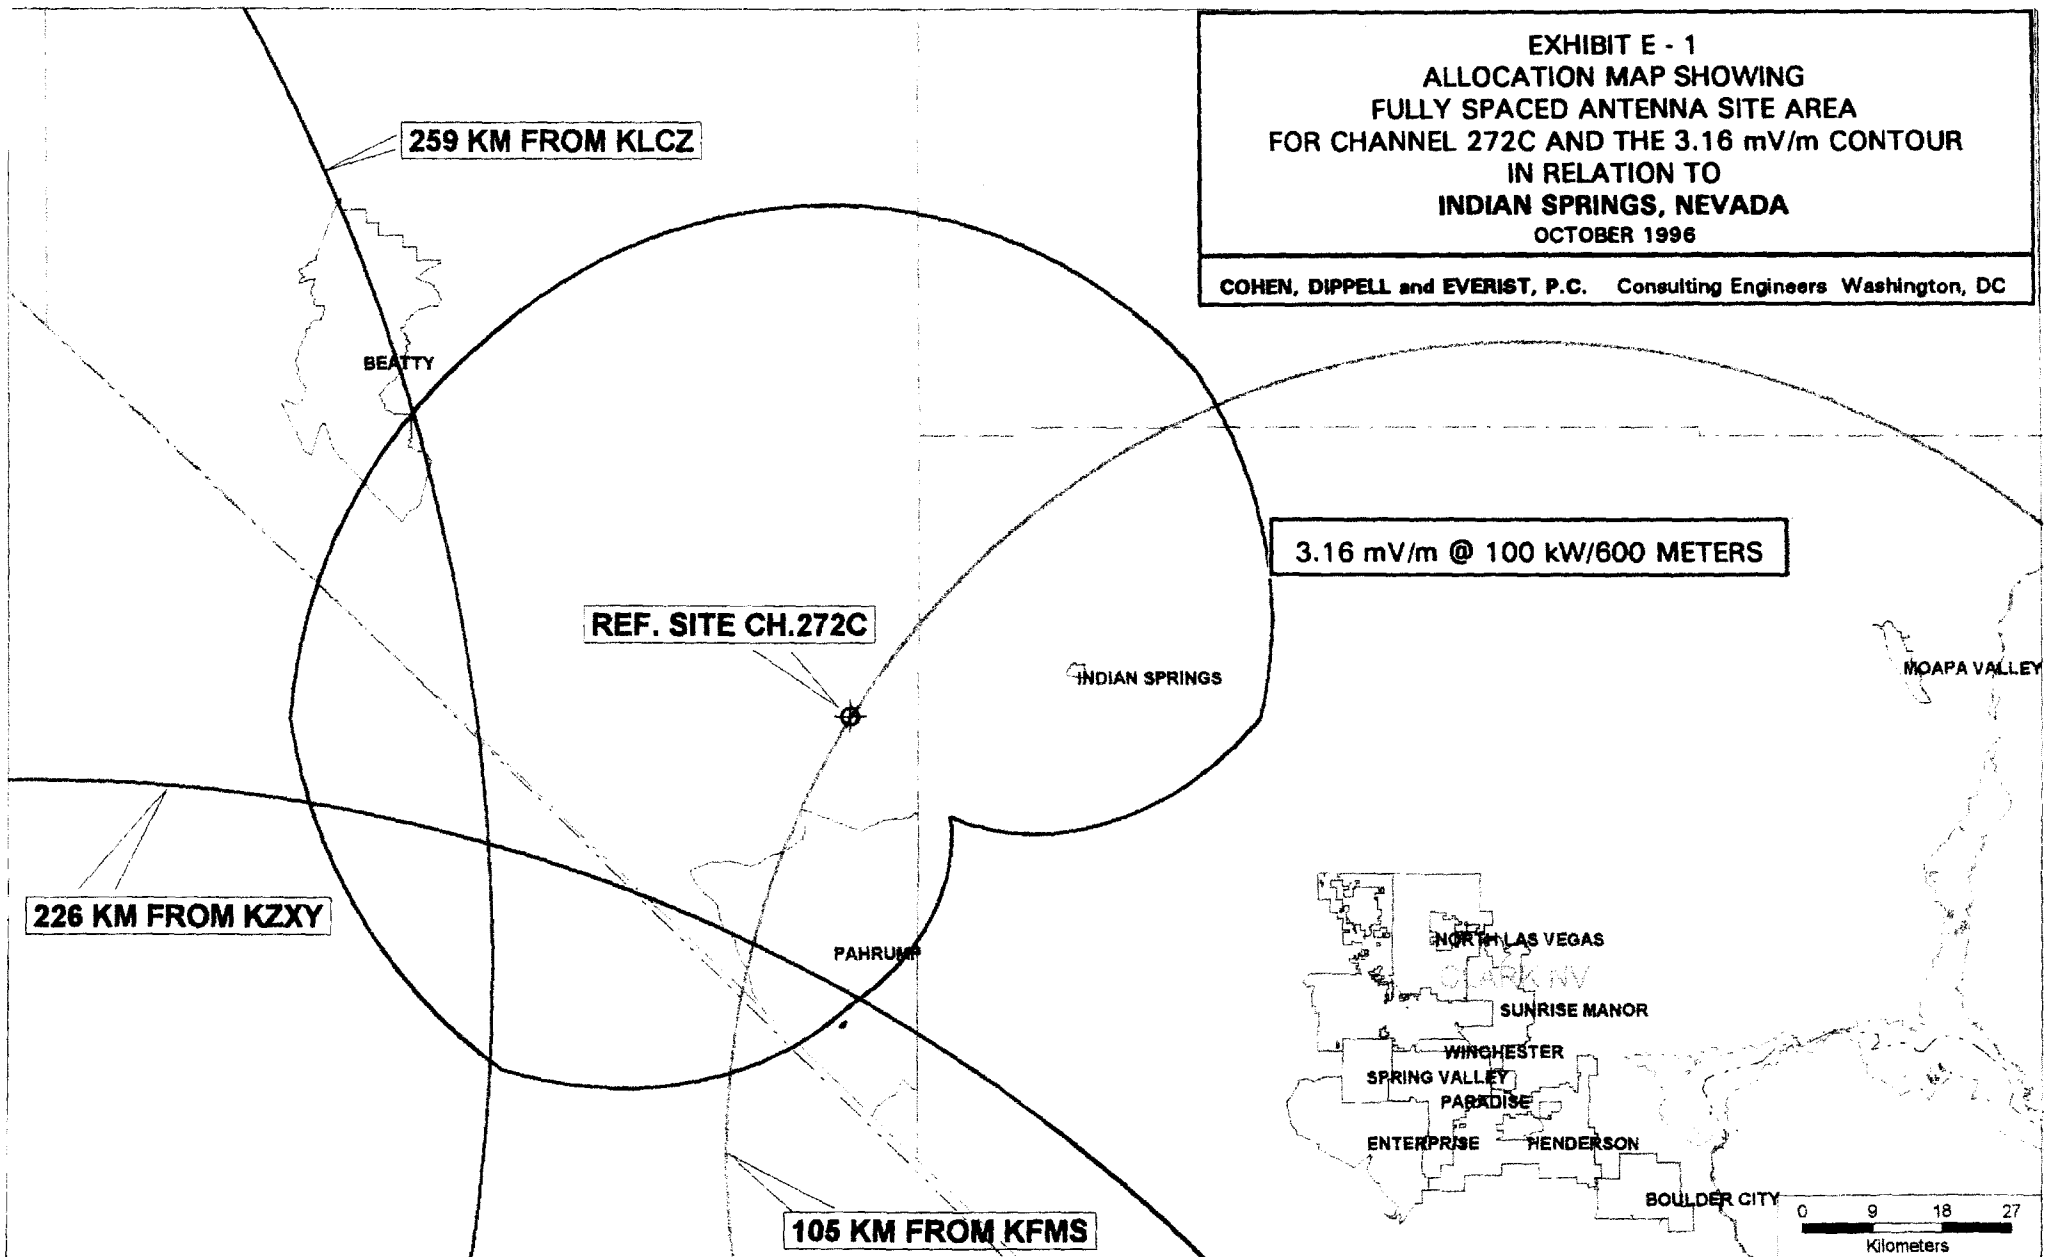 EXHIBIT E - 1
ALLOCATION MAP SHOWING
FULLY SPACED ANTENNA SITE AREA
FOR CHANNEL 272C AND THE 3.16 mV/m CONTOUR
IN RELATION TO
INDIAN SPRINGS, NEVADA
OCTOBER 1996
COHEN, DIPPELL and EVERIST, P.C. Consulting Engineers Washington, DC
259 KM FROM KLCZ
BEATTY
3.16 mV/m @ 100 kW/600 METERS
REF. SITE CH.272C
INDIAN SPRINGS
MOAPA VALLEY
226 KM FROM KZXY
PAHRUMP
NORTH LAS VEGAS
CLARK NV
SUNRISE MANOR
WINCHESTER
SPRING VALLEY
PARADISE
ENTERPRISE
HENDERSON
BOULDER CITY
105 KM FROM KFMS
0 9 18 27
Kilometers